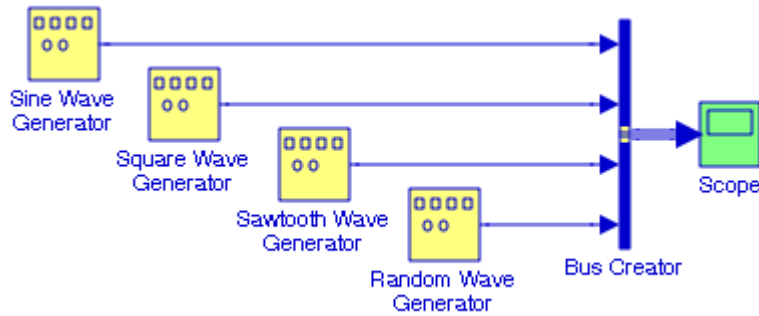 Sine Wave
Generator
Square Wave
Generator
Sawtooth Wave
Generator
Random Wave
Generator
Bus Creator
Scope